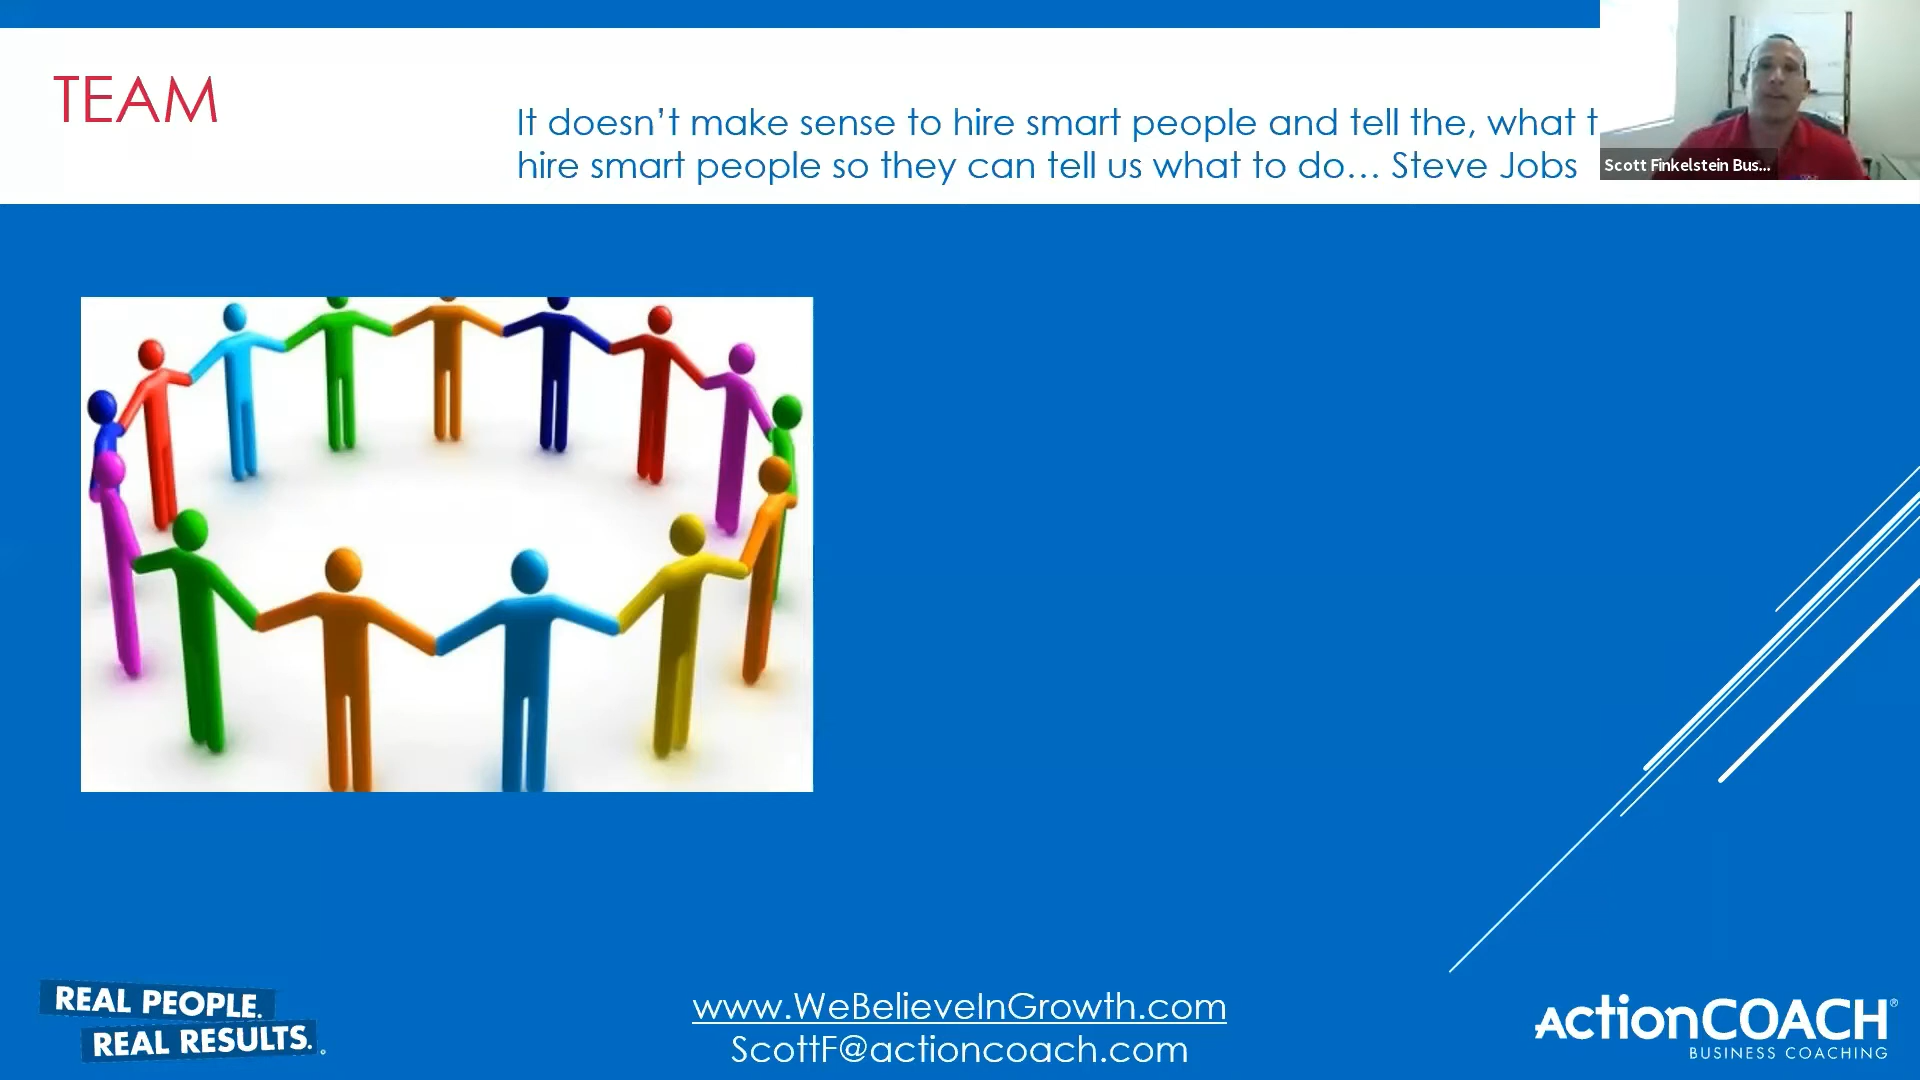 TEAM
It doesn’t make sense to hire smart people and tell the, what t
hire smart people so they can tell us what to do... Steve Jobs
Scott Finkelstein Bus...
REAL PEOPLE.
REAL RESULTS.
www.WeBelieveInGrowth.com
ScottF@actioncoach.com
ActionCOACH®
BUSINESS COACHING